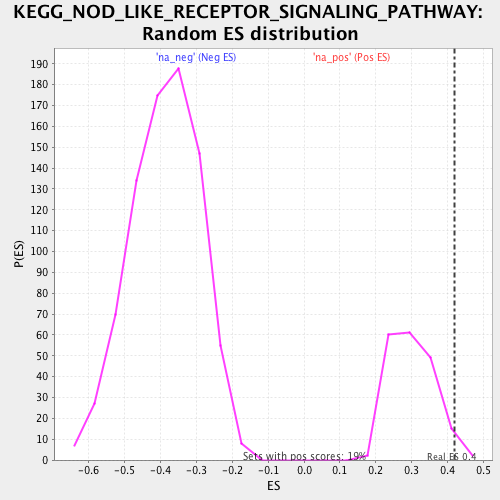 KEGG_NOD_LIKE_RECEPTOR_SIGNALING_PATHWAY:
Random ES distribution
'na_neg' (Neg ES) 'na_pos' (Pos ES)
190
180
170
160
150
140
130
120
110
100
90
80
70
60
50
40
30
20
10
0
P(ES)
Sets with pos scores: 19% Real ES 0.4
-0.6 -0.5 -0.4 -0.3 -0.2 -0.1 0.0 0.1 0.2 0.3 0.4 0.5
ES